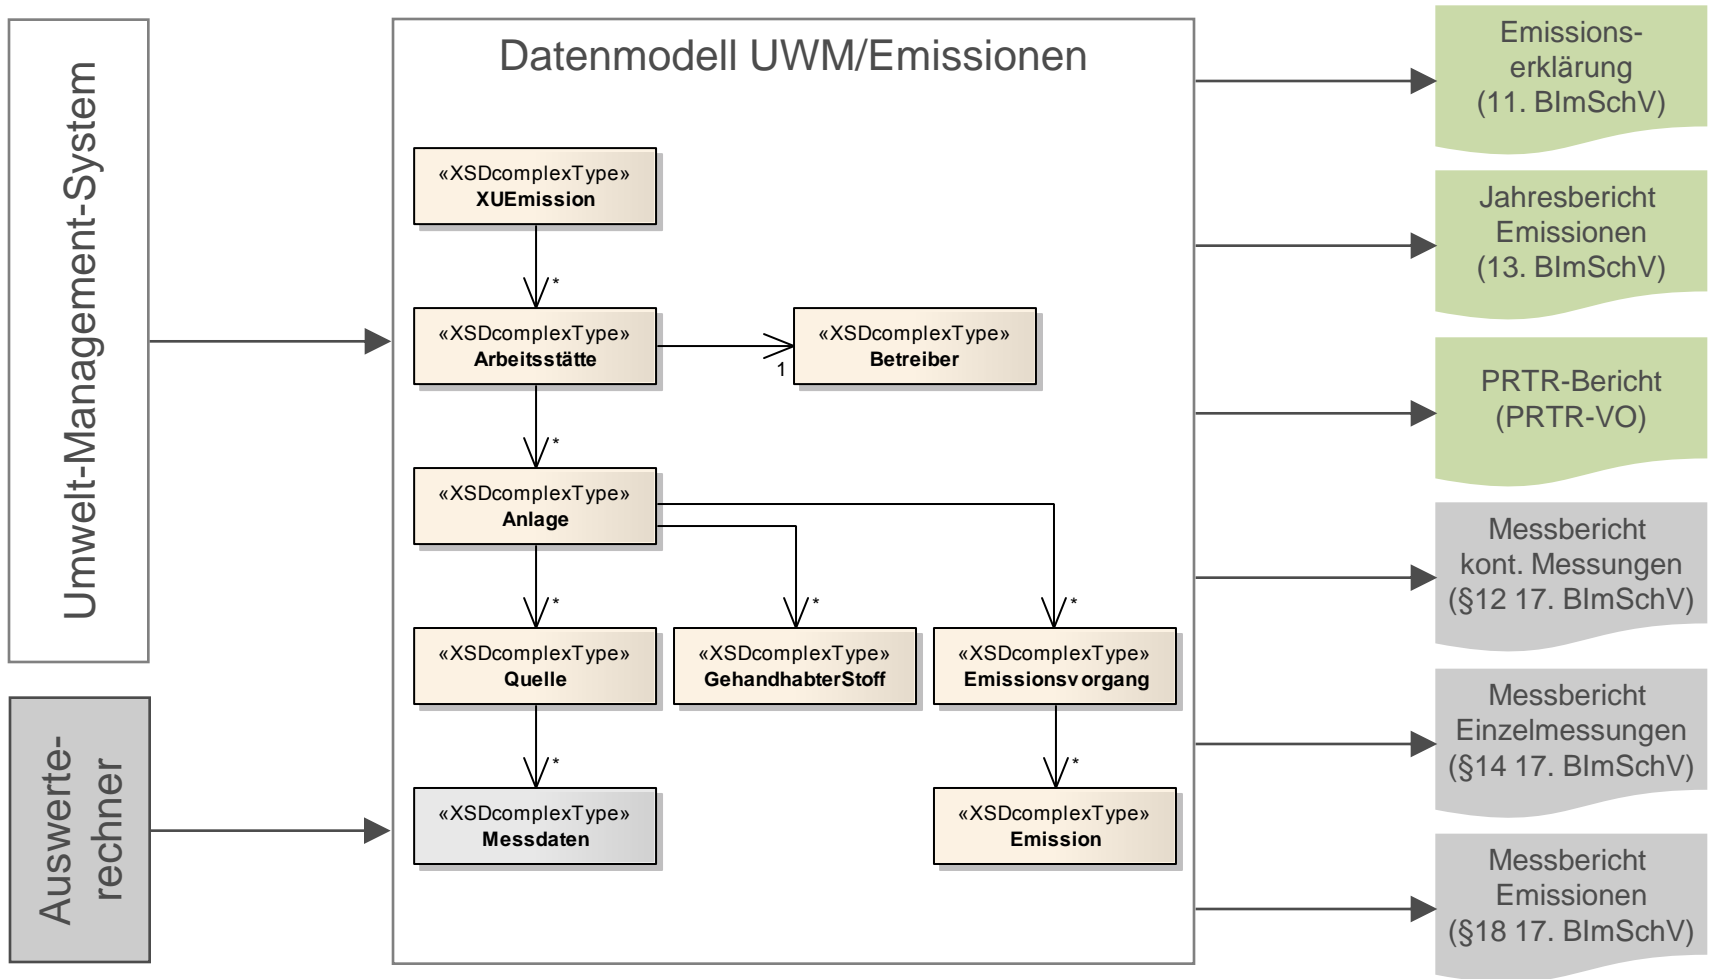 Umwelt-Management-System
Auswerte-
rechner
Datenmodell UWM/Emissionen
«XSDcomplexType»
XUEmission
*
«XSDcomplexType»
Arbeitsstätte
1
«XSDcomplexType»
Betreiber
*
«XSDcomplexType»
Anlage
*
*
*
«XSDcomplexType»
Quelle
«XSDcomplexType»
GehandhabterStoff
«XSDcomplexType»
Emissionsvorgang
*
*
«XSDcomplexType»
Messdaten
«XSDcomplexType»
Emission
Emissions-
erklärung
(11. BImSchV)
Jahresbericht
Emissionen
(13. BImSchV)
PRTR-Bericht
(PRTR-VO)
Messbericht
kont. Messungen
(§12 17. BImSchV)
Messbericht
Einzelmessungen
(§14 17. BImSchV)
Messbericht
Emissionen
(§18 17. BImSchV)